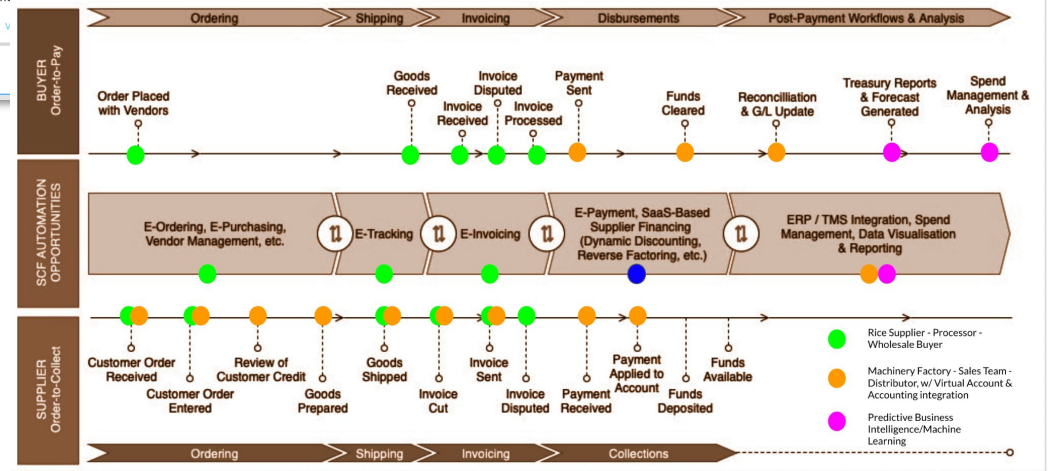 Ordering
Shipping
Invoicing
Disbursements
Post-Payment Workflows & Analysis
BUYER
Order-to-Pay
Order Placed
with Vendors
Goods
Received
Invoice
Received
Invoice
Disputed
Invoice
Processed
Payment
Sent
Funds
Cleared
Reconcilliation
& G/L Update
Treasury Reports
& Forecast
Generated
Spend
Management &
Analysis
SCF AUTOMATION
OPPORTUNITIES
E-Ordering, E-Purchasing,
Vendor Management, etc.
E-Tracking
E-Invoicing
E-Payment, SaaS-Based
Supplier Financing
(Dynamic Discounting,
Reverse Factoring, etc.)
ERP / TMS Integration, Spend
Management, Data Visualisation
& Reporting
SUPPLIER
Order-to-Collect
Customer Order
Received
Customer Order
Entered
Review of
Customer Credit
Goods
Prepared
Goods
Shipped
Invoice
Cut
Invoice
Sent
Invoice
Disputed
Payment
Received
Payment
Applied to
Account
Funds
Deposited
Funds
Available
Rice Supplier - Processor -
Wholesale Buyer
Machinery Factory - Sales Team -
Distributor, w/ Virtual Account &
Accounting integration
Predictive Business
Intelligence/Machine
Learning
Ordering
Shipping
Invoicing
Collections